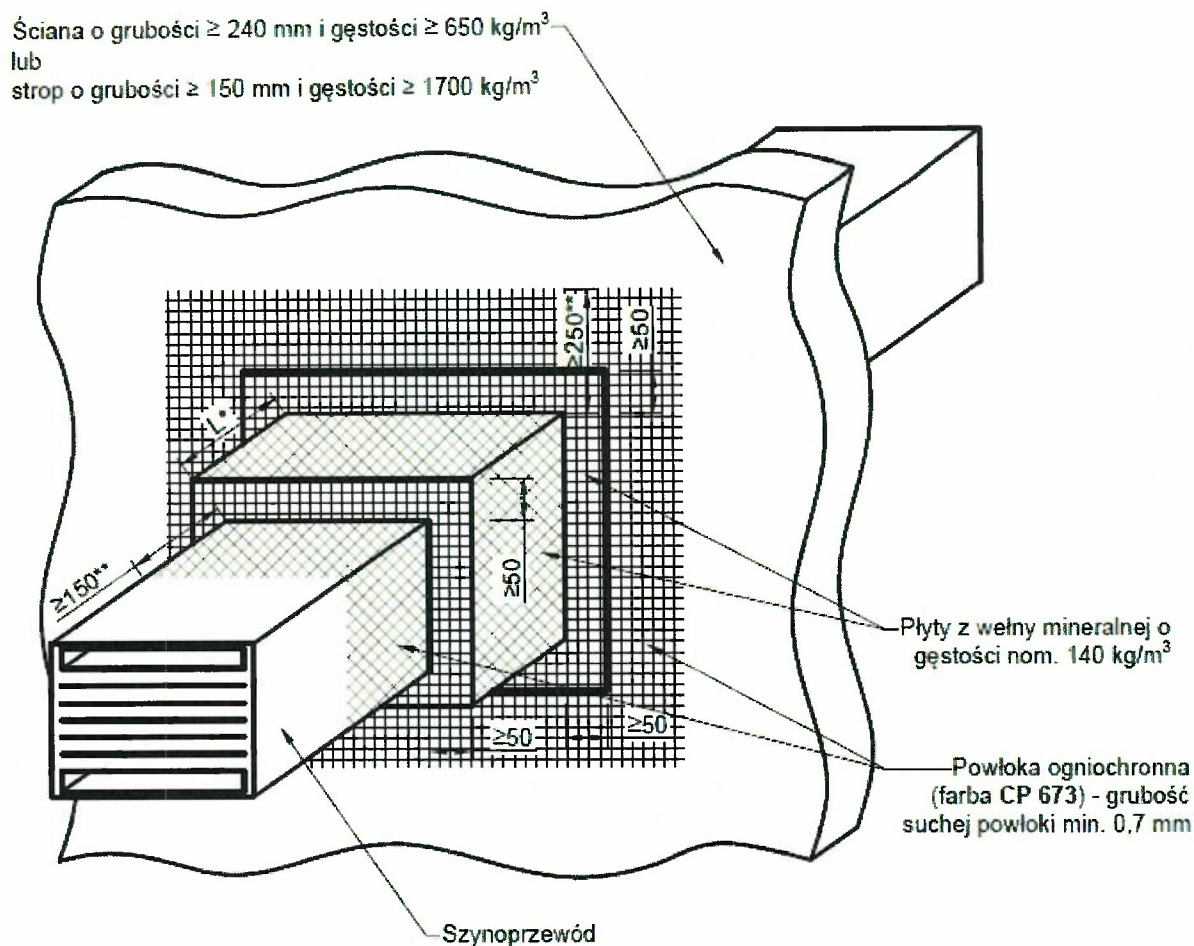 Ściana o grubości ≥ 240 mm i gęstości ≥ 650 kg/m³
lub
strop o grubości ≥ 150 mm i gęstości ≥ 1700 kg/m³
≥250**
≥50
L*
≥150**
≥50
≥50
≥50
Płyty z wełny mineralnej o
gęstości nom. 140 kg/m³
Powłoka ogniochronna
(farba CP 673) - grubość
suchej powłoki min. 0,7 mm
Szynoprzewód